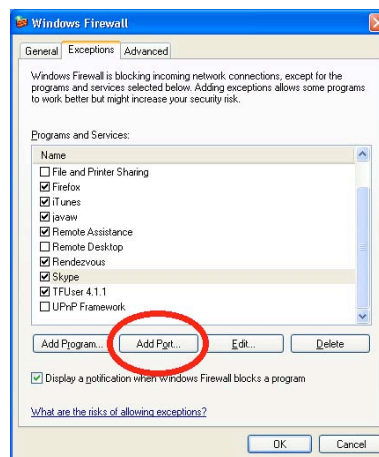 Windows Firewall
General Exceptions Advanced
Windows Firewall is blocking incoming network connections, except for the
programs and services selected below. Adding exceptions allows some programs
to work better but might increase your security risk.
Programs and Services:
Name
File and Printer Sharing
Firefox
iTunes
javaw
Remote Assistance
Remote Desktop
Rendezvous
Skype
TFUser 4.1.1
UPnP Framework
Add Program... Add Port... Edit... Delete
Display a notification when Windows Firewall blocks a program
What are the risks of allowing exceptions?
OK Cancel